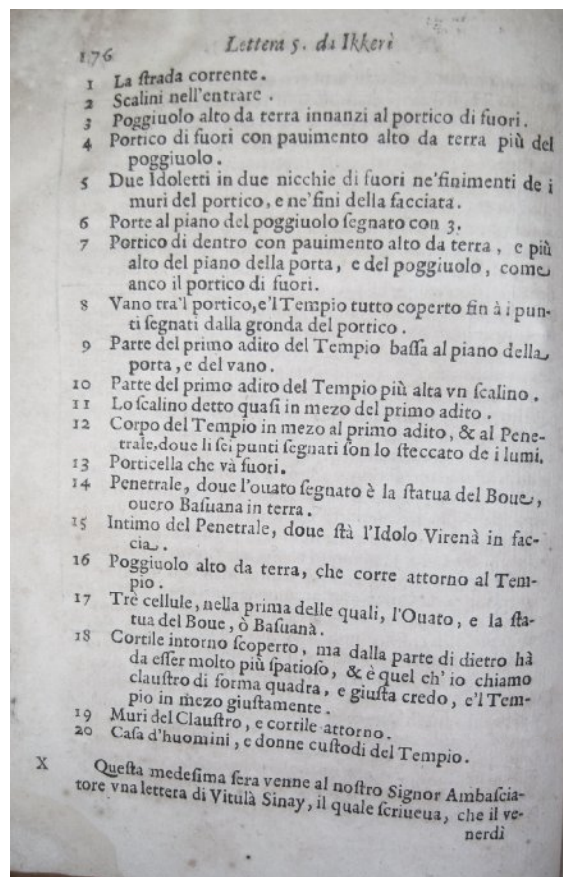 176 Lettera 5. da Ikkerì
1 La ſtrada corrente.
2 Scalini nell'entrare.
3 Poggiuolo alto da terra innanzi al portico di fuori.
4 Portico di fuori con pauimento alto da terra più del
poggiuolo.
5 Due Idoletti in due nicchie di fuori ne'finimenti de i
muri del portico, e ne'fini della facciata.
6 Porte al piano del poggiuolo ſegnato con 3.
7 Portico di dentro con pauimento alto da terra, e più
alto del piano della porta, e del poggiuolo, come
anco il portico di fuori.
8 Vano tra'l portico, e'l Tempio tutto coperto fin à i pun-
ti ſegnati dalla gronda del portico.
9 Parte del primo adito del Tempio baſſa al piano della
porta, e del vano.
10 Parte del primo adito del Tempio più alta vn ſcalino.
11 Lo ſcalino detto quaſi in mezo del primo adito.
12 Corpo del Tempio in mezo al primo adito, & al Pene-
trale, doue li ſei punti ſegnati ſon lo ſteccato de i lumi.
13 Porticella che và fuori.
14 Penetrale, doue l'ouato ſegnato è la ſtatua del Boue,
ouero Baſuana in terra.
15 Intimo del Penetrale, doue ſtà l'Idolo Virenà in fac-
cia.
16 Poggiuolo alto da terra, che corre attorno al Tem-
pio.
17 Trè cellule, nella prima delle quali, l'Ouato, e la ſta-
tua del Boue, ò Baſuanà.
18 Cortile intorno ſcoperto, ma dalla parte di dietro hà
da eſſer molto più ſpatioſo, & è quel ch' io chiamo
clauſtro di forma quadra, e giuſta credo, e'l Tem-
pio in mezo giuſtamente.
19 Muri del Clauſtro, e cortile attorno.
20 Caſa d'huomini, e donne cuſtodi del Tempio.
X Queſta medeſima ſera venne al noſtro Signor Ambaſcia-
tore vna lettera di Vitulà Sinay, il quale ſcriueua, che il ve-
nerdì